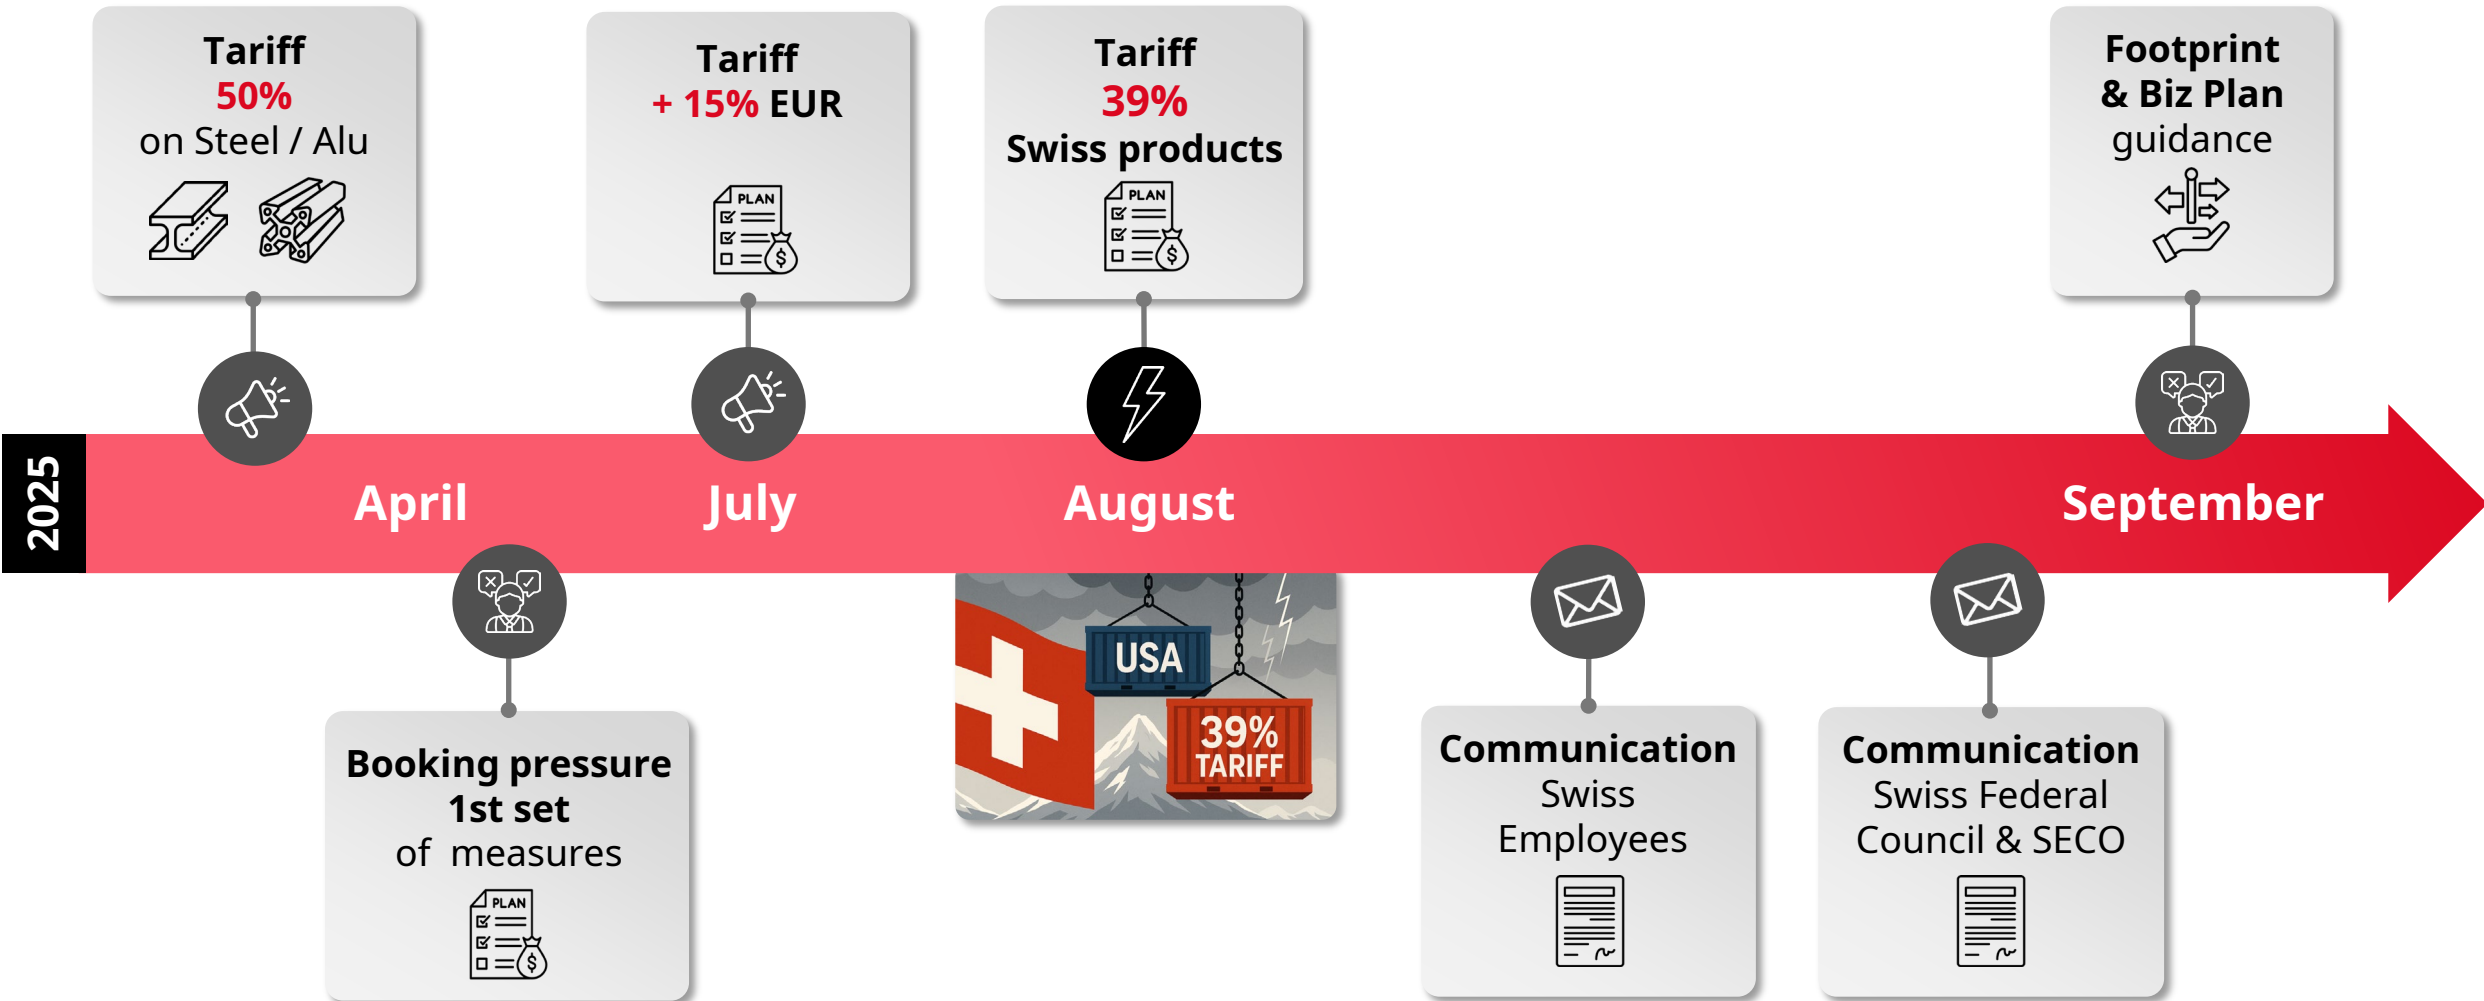 Tariff
50%
on Steel / Alu
Tariff
+ 15% EUR
PLAN
$
Tariff
39%
Swiss products
PLAN
$
Footprint
& Biz Plan
guidance
2025
April
July
August
September
Booking pressure
1st set
of measures
PLAN
$
USA
39%
TARIFF
Communication
Swiss
Employees
Communication
Swiss Federal
Council & SECO